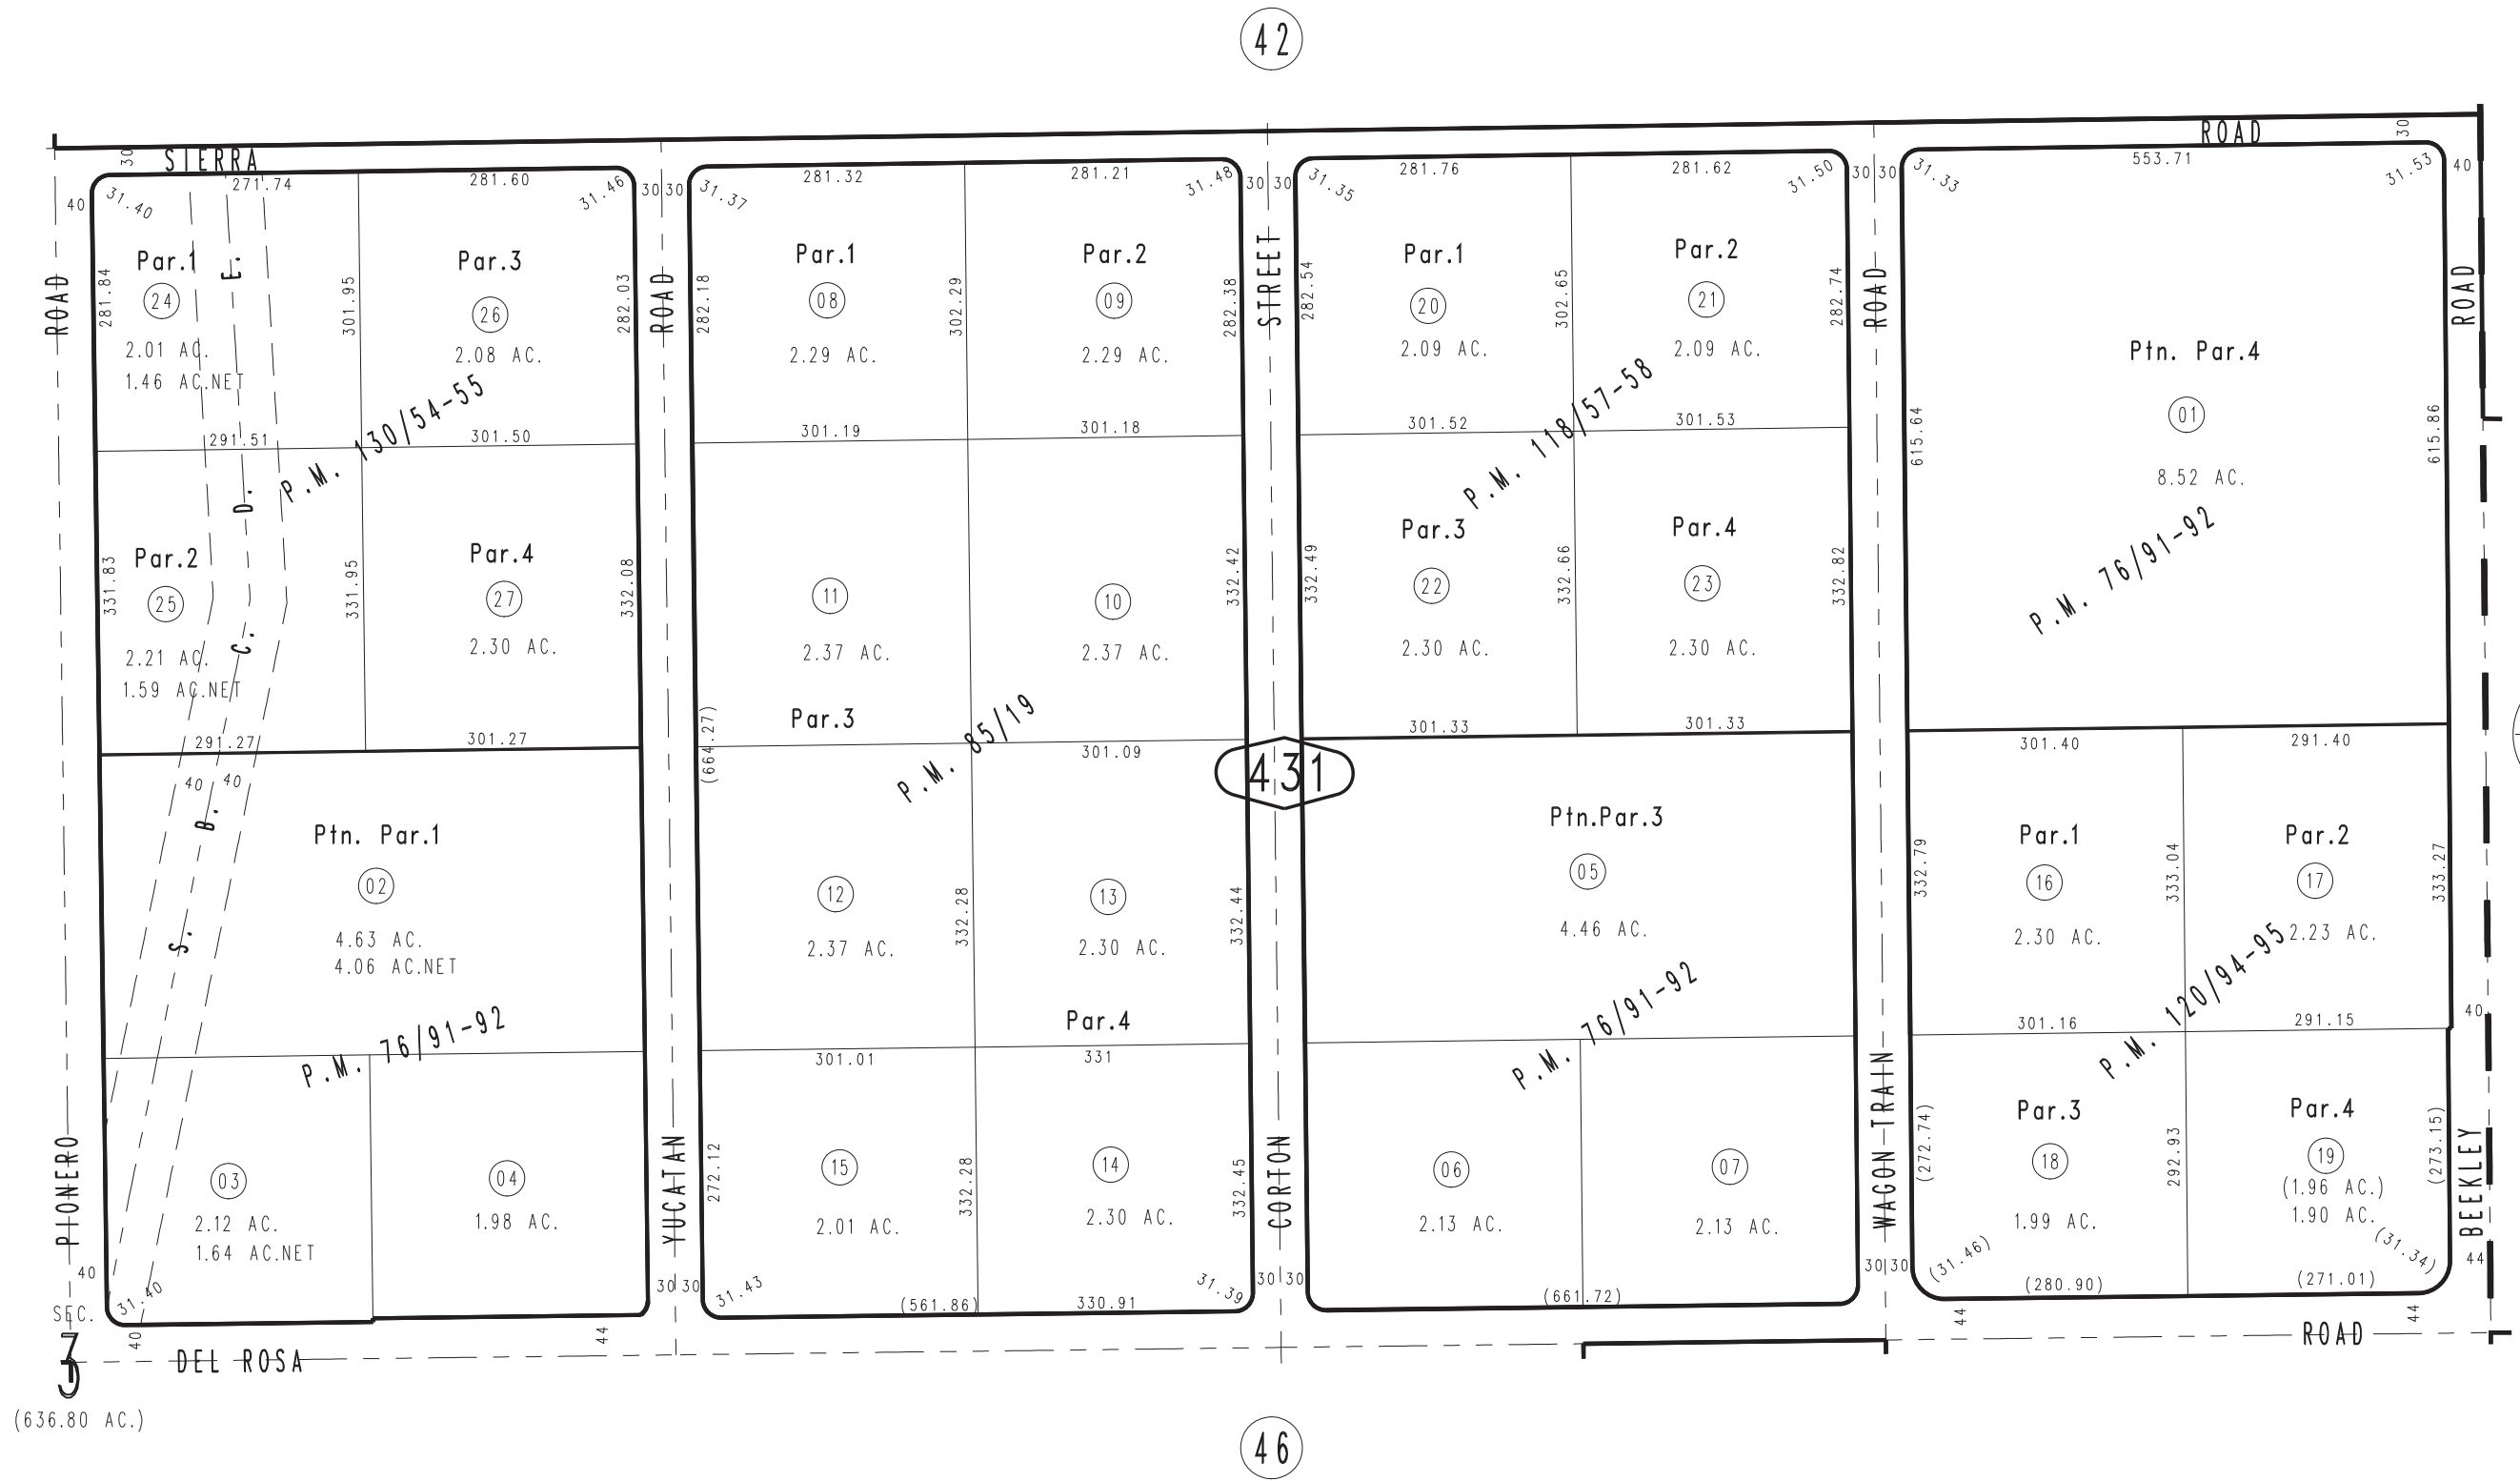 42
SIERRA
ROAD
30
30
40
31.40
271.74
281.60
31.46
30 30
31.37
281.32
281.21
31.48
30 30
31.35
281.76
281.62
31.50
30 30
31.33
553.71
31.53
40
ROAD
281.84
Par.1
24
2.01 AC.
1.46 AC.NET
E.
301.95
Par.3
26
2.08 AC.
282.03
ROAD
282.18
Par.1
08
2.29 AC.
302.29
Par.2
09
2.29 AC.
282.38
STREET
282.54
Par.1
20
2.09 AC.
302.65
Par.2
21
2.09 AC.
282.74
ROAD
615.64
Ptn. Par.4
01
8.52 AC.
615.86
ROAD
291.51
301.50
P.M. 130/54-55
301.19
301.18
301.52
301.53
P.M. 118/57-58
P.M. 76/91-92
331.83
Par.2
25
2.21 AC.
1.59 AC.NET
D.
C.
331.95
Par.4
27
2.30 AC.
332.08
11
2.37 AC.
Par.3
(664.27)
10
2.37 AC.
332.42
332.49
Par.3
22
2.30 AC.
332.66
Par.4
23
2.30 AC.
332.82
291.27
301.27
P.M. 85/19
301.09
301.33
301.33
301.40
291.40
431
40 40
B.
S.
Ptn. Par.1
02
4.63 AC.
4.06 AC.NET
P.M. 76/91-92
12
2.37 AC.
332.28
13
2.30 AC.
332.44
Par.4
Ptn.Par.3
05
4.46 AC.
P.M. 76/91-92
332.79
Par.1
16
2.30 AC.
333.04
Par.2
17
2.23 AC.
333.27
P.M. 120/94-95
301.16
291.15
40
301.01
331
PIONERO
03
2.12 AC.
1.64 AC.NET
04
1.98 AC.
YUCATAN
272.12
15
2.01 AC.
332.28
14
2.30 AC.
332.45
CORTON
06
2.13 AC.
07
2.13 AC.
WAGON TRAIN
(272.74)
Par.3
18
1.99 AC.
292.93
Par.4
19
(1.96 AC.)
1.90 AC.
(273.15)
BEEKLEY
40
31.40
30 30
31.43
(561.86)
330.91
31.39
30 30
(661.72)
30 30
(31.46)
(280.90)
(271.01)
(31.34)
44
SEC.
3
40
44
44
44
DEL ROSA
ROAD
(636.80 AC.)
46